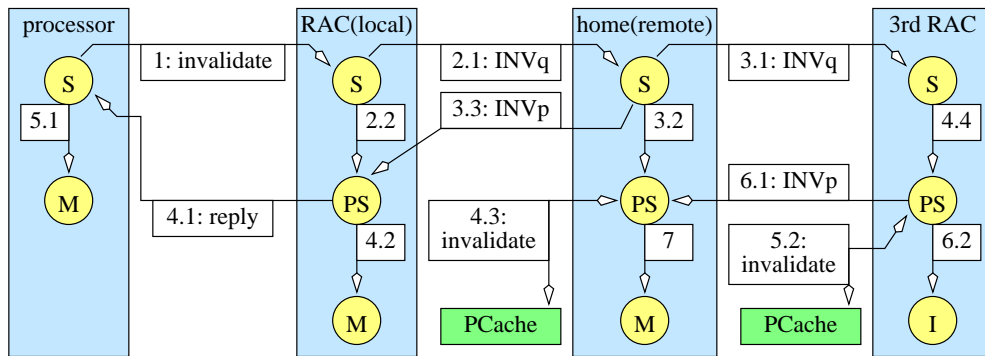 processor
RAC(local)
home(remote)
3rd RAC
1: invalidate
2.1: INVq
3.1: INVq
S
S
S
S
3.3: INVp
5.1
2.2
3.2
4.4
6.1: INVp
M
PS
PS
PS
4.1: reply
4.3:
invalidate
4.2
7
5.2:
invalidate
6.2
M
PCache
M
PCache
I